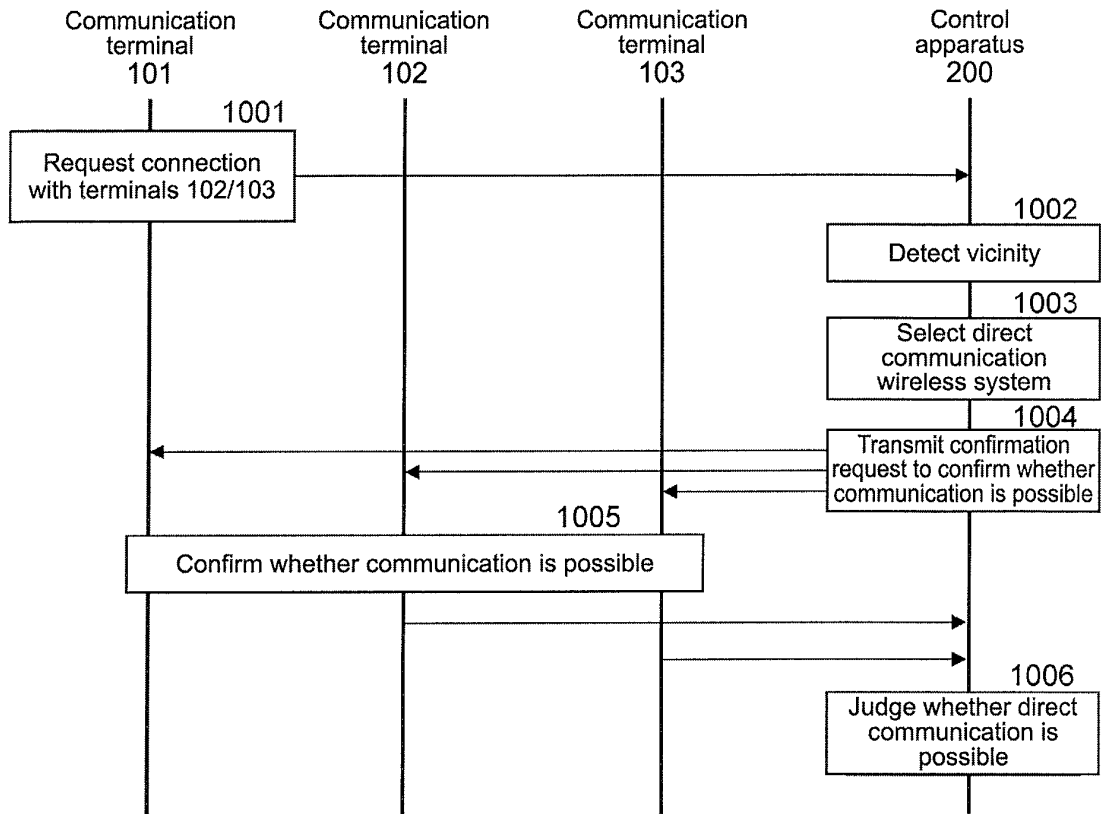 Communication
terminal
101
Communication
terminal
102
Communication
terminal
103
Control
apparatus
200
1001
Request connection
with terminals 102/103
1002
Detect vicinity
1003
Select direct
communication
wireless system
1004
Transmit confirmation
request to confirm whether
communication is possible
1005
Confirm whether communication is possible
1006
Judge whether direct
communication is
possible